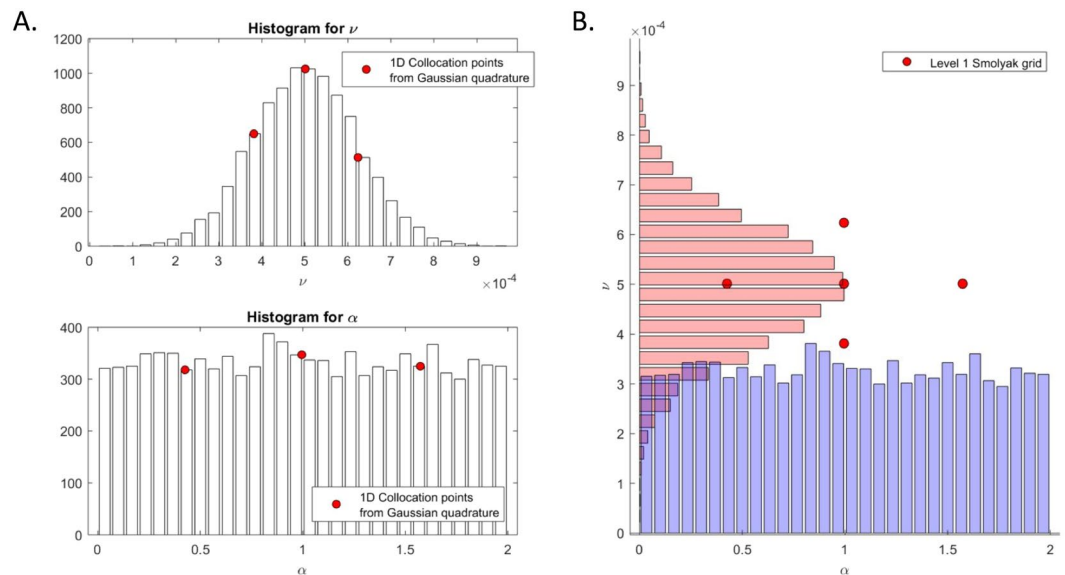 A.
Histogram for ν
1200
1000
800
600
400
200
0
1D Collocation points
from Gaussian quadrature
0 1 2 3 4 5 6 7 8 9
ν
×10⁻⁴
Histogram for α
400
300
200
100
0
1D Collocation points
from Gaussian quadrature
0 0.5 1 1.5 2
α
B.
×10⁻⁴
Level 1 Smolyak grid
9
8
7
6
5
4
3
2
1
0
ν
0 0.5 1 1.5 2
α